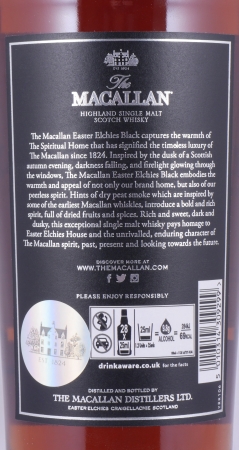 The
MACALLAN
HIGHLAND SINGLE MALT
SCOTCH WHISKY
The Macallan Easter Elchies Black captures the warmth of
The Spiritual Home that has signified the timeless luxury of
The Macallan since 1824. Inspired by the dusk of a Scottish
autumn evening, darkness falling, and firelight glowing through
the windows, The Macallan Easter Elchies Black embodies the
warmth and appeal of not only our brand home, but also of our
peerless spirit. Hints of dry peat smoke which are inspired by
some of the earliest Macallan whiskies, introduce a bold and rich
spirit, full of dried fruits and spices. Rich and sweet, dark and
dusky, this exceptional single malt whisky pays homage to
Easter Elchies House and the unrivalled, enduring character of
The Macallan spirit, past, present and looking towards the future.
DISCOVER MORE AT
WWW.THEMACALLAN.COM
PLEASE ENJOY RESPONSIBLY
28 x
25ml
25ml
ALCOHOL
drinkaware.co.uk for the facts
DISTILLED AND BOTTLED BY
THE MACALLAN DISTILLERS LTD.
EASTER ELCHIES, CRAIGELLACHIE, SCOTLAND